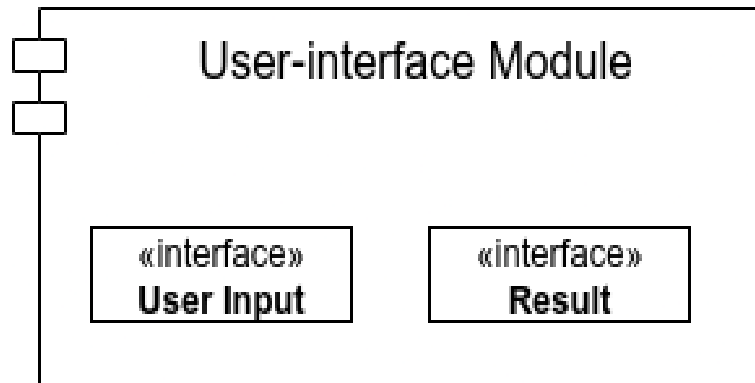 User-interface Module
«interface»
User Input
«interface»
Result